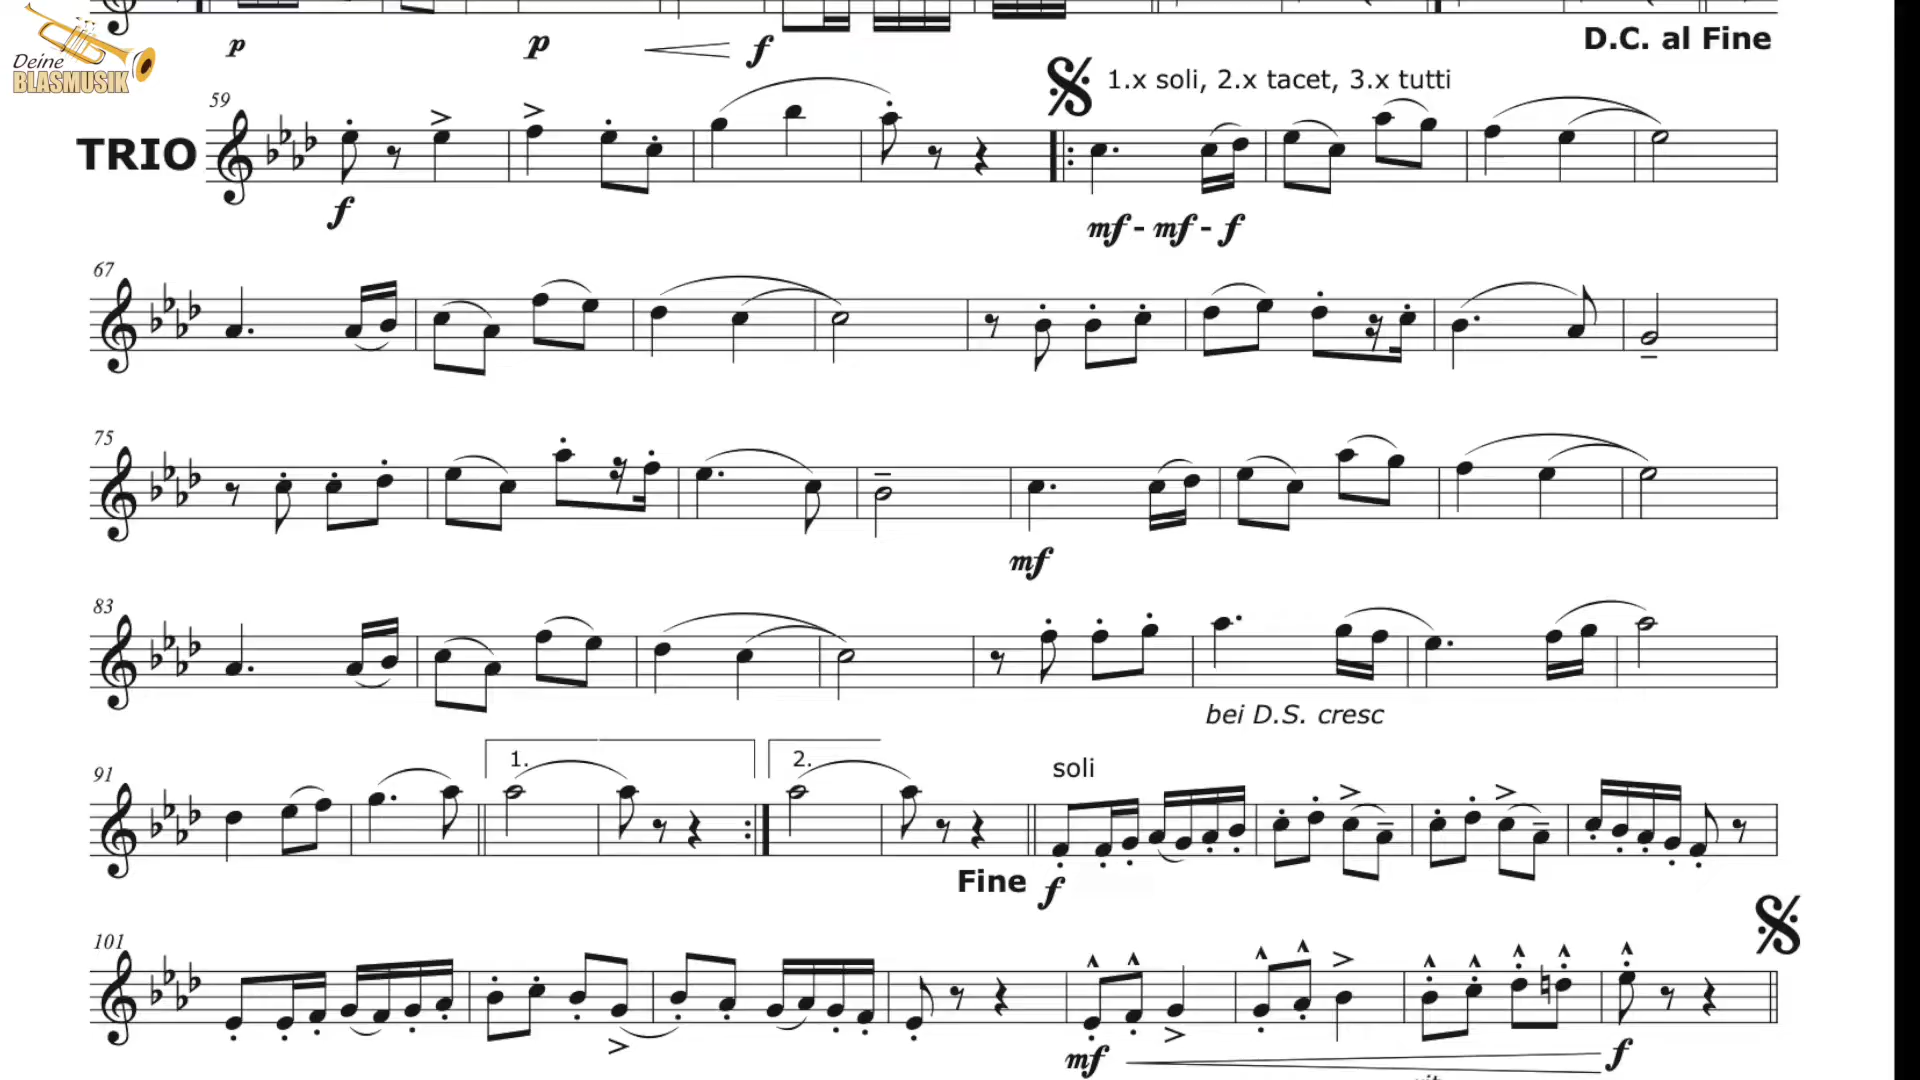 p p f
D.C. al Fine
Deine
BLASMUSIK
59
1.x soli, 2.x tacet, 3.x tutti
TRIO
f
mf - mf - f
67
75
mf
83
bei D.S. cresc
91
1.
2.
soli
Fine
f
101
mf
f